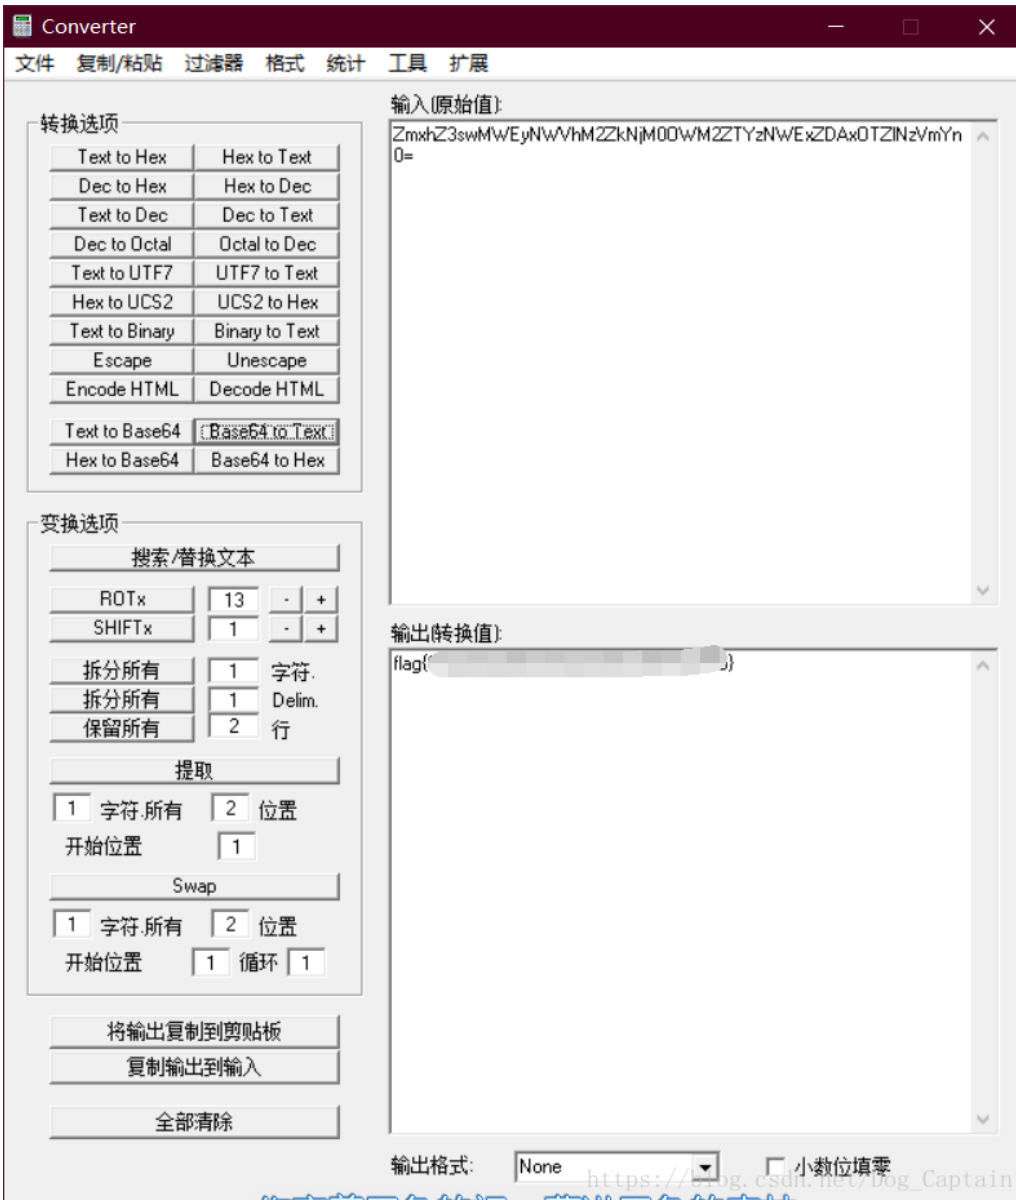 Converter
文件 复制/粘贴 过滤器 格式 统计 工具 扩展
转换选项
Text to Hex Hex to Text
Dec to Hex Hex to Dec
Text to Dec Dec to Text
Dec to Octal Octal to Dec
Text to UTF7 UTF7 to Text
Hex to UCS2 UCS2 to Hex
Text to Binary Binary to Text
Escape Unescape
Encode HTML Decode HTML
Text to Base64 Base64 to Text
Hex to Base64 Base64 to Hex
变换选项
搜索/替换文本
ROTx 13 - +
SHIFTx 1 - +
拆分所有 1 字符.
拆分所有 1 Delim.
保留所有 2 行
提取
1 字符.所有 2 位置
开始位置 1
Swap
1 字符.所有 2 位置
开始位置 1 循环 1
将输出复制到剪贴板
复制输出到输入
全部清除
输入(原始值):
ZmxhZ3swMWEyNWVhM2ZkNjM0OWM2ZTYzNWExZDAxOTZlNzVmYn
0=
输出(转换值):
flag{ }
输出格式: None 小数位填零
https://blog.csdn.net/Dog_Captain